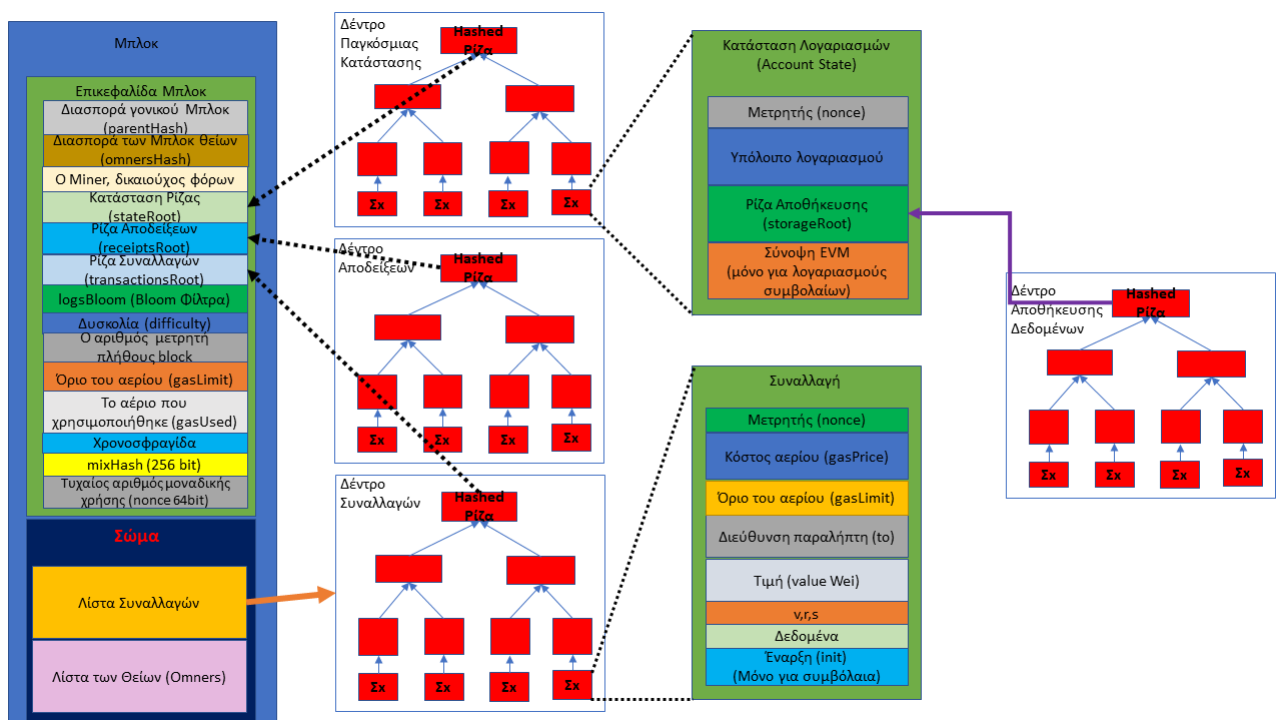 Μπλοκ
Επικεφαλίδα Μπλοκ
Διασπορά γονικού Μπλοκ
(parentHash)
Διασπορά των Μπλοκ θείων
(omnersHash)
Ο Miner, δικαιούχος φόρων
Κατάσταση Ρίζας
(stateRoot)
Ρίζα Αποδείξεων
(receiptsRoot)
Ρίζα Συναλλαγών
(transactionsRoot)
logsBloom (Bloom Φίλτρα)
Δυσκολία (difficulty)
Ο αριθμός μετρητή
πλήθους block
Όριο του αερίου (gasLimit)
Το αέριο που
χρησιμοποιήθηκε (gasUsed)
Χρονοσφραγίδα
mixHash (256 bit)
Τυχαίος αριθμός μοναδικής
χρήσης (nonce 64bit)
Σώμα
Λίστα Συναλλαγών
Λίστα των Θείων (Omners)
Δέντρο
Παγκόσμιας
Κατάστασης
Hashed
Ρίζα
Σx
Σx
Σx
Σx
Δέντρο
Αποδείξεων
Hashed
Ρίζα
Σx
Σx
Σx
Σx
Δέντρο
Συναλλαγών
Hashed
Ρίζα
Σx
Σx
Σx
Σx
Κατάσταση Λογαριασμών
(Account State)
Μετρητής (nonce)
Υπόλοιπο λογαριασμού
Ρίζα Αποθήκευσης
(storageRoot)
Σύνοψη EVM
(μόνο για λογαριασμούς
συμβολαίων)
Συναλλαγή
Μετρητής (nonce)
Κόστος αερίου (gasPrice)
Όριο του αερίου (gasLimit)
Διεύθυνση παραλήπτη (to)
Τιμή (value Wei)
v,r,s
Δεδομένα
Έναρξη (init)
(Μόνο για συμβόλαια)
Δέντρο
Αποθήκευσης
Δεδομένων
Hashed
Ρίζα
Σx
Σx
Σx
Σx